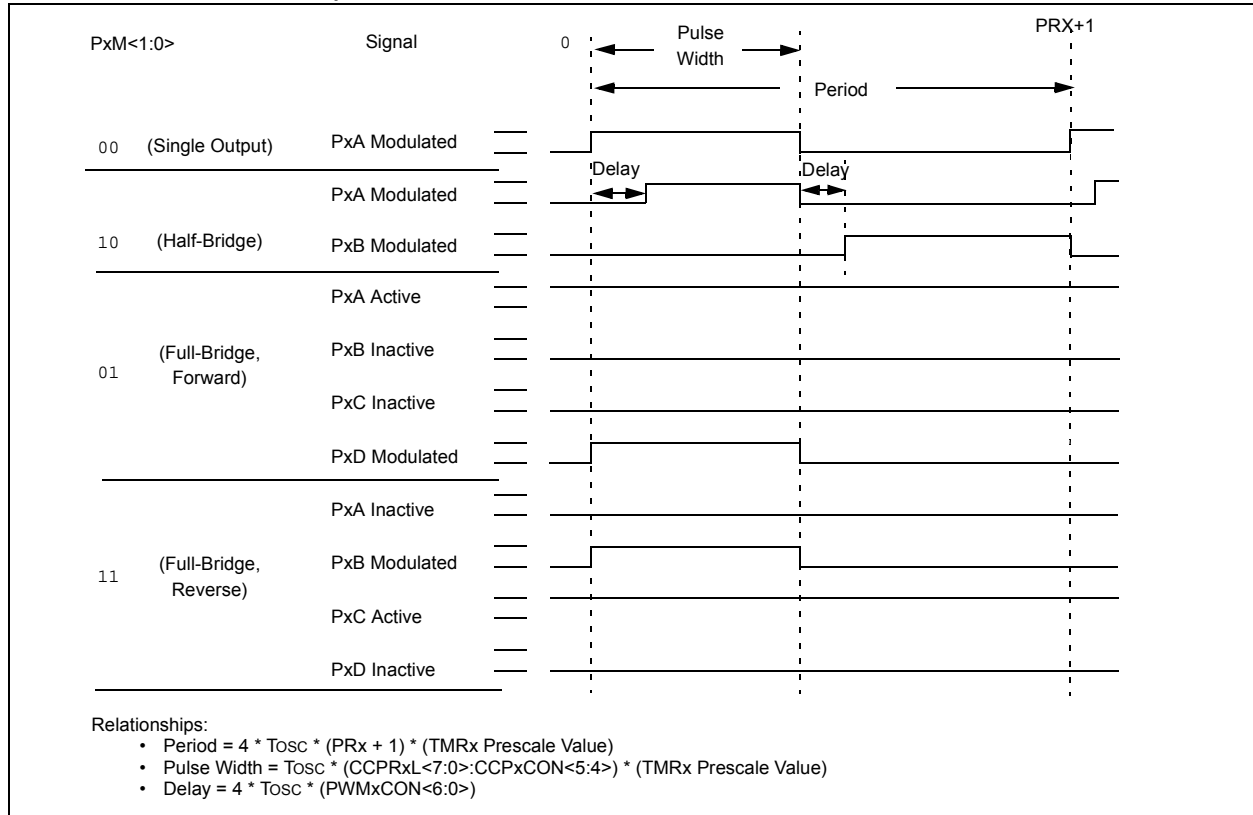 PxM<1:0> Signal 0 Pulse Width PRX+1
Period
00 (Single Output) PxA Modulated
Delay Delay
PxA Modulated
10 (Half-Bridge) PxB Modulated
PxA Active
(Full-Bridge, PxB Inactive
01 Forward)
PxC Inactive
PxD Modulated
PxA Inactive
(Full-Bridge, PxB Modulated
11 Reverse)
PxC Active
PxD Inactive
Relationships:
• Period = 4 * TOSC * (PRx + 1) * (TMRx Prescale Value)
• Pulse Width = TOSC * (CCPRxL<7:0>:CCPxCON<5:4>) * (TMRx Prescale Value)
• Delay = 4 * TOSC * (PWMxCON<6:0>)